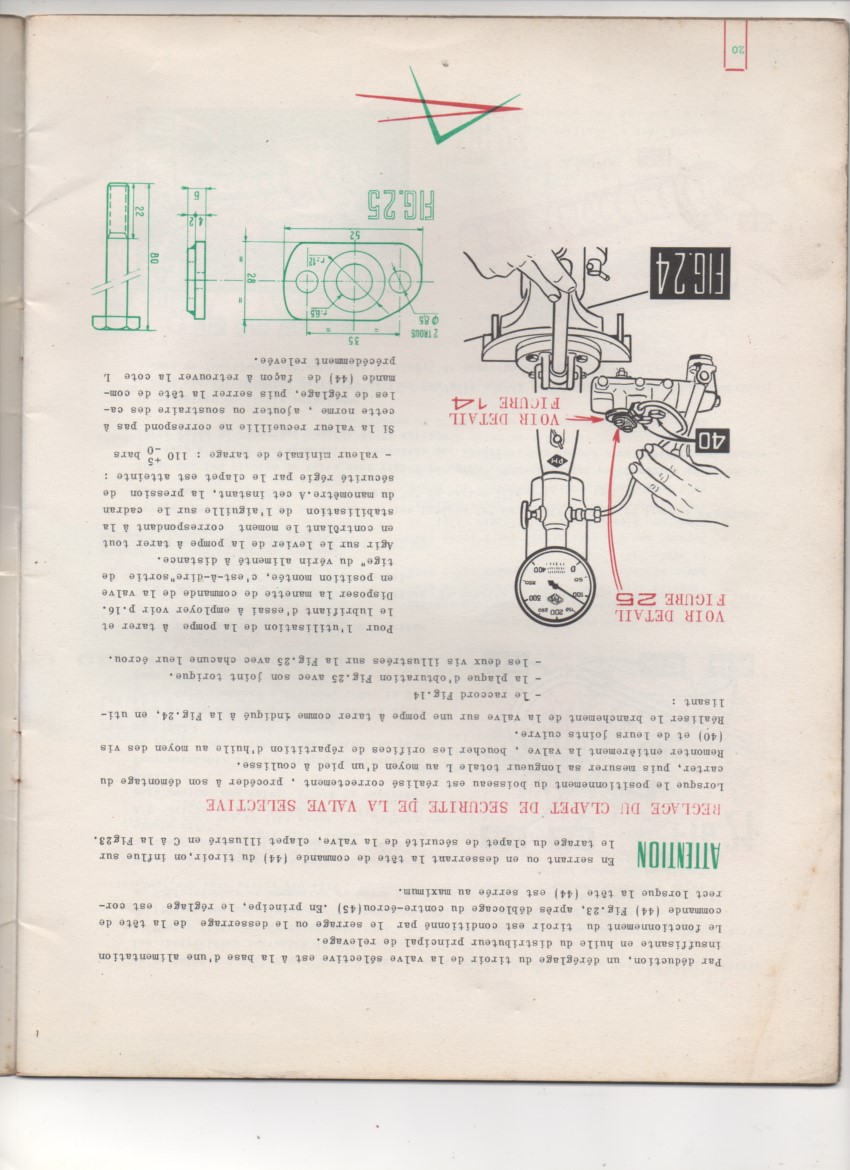 Par déduction, un déréglage du tiroir de la valve sélective est à la base d'une alimentation
insuffisante en huile du distributeur principal de relevage.
Le fonctionnement du tiroir est conditionné par le serrage ou le desserrage de la tête de
commande (44) Fig.23, après déblocage du contre-écrou(45) .En principe, le réglage est cor-
rect lorsque la tête (44) est serrée au maximum.
ATTENTION
En serrant ou en desserrant la tête de commande (44) du tiroir,on influe sur
le tarage du clapet de sécurité de la valve, clapet illustré en C à la Fig23.
REGLAGE DU CLAPET DE SECURITE DE LA VALVE SELECTIVE
Lorsque le positionnement du boisseau est réalisé correctement , procéder à son démontage du
carter, puis mesurer sa longueur totale L au moyen d'un pied à coulisse.
Remonter entièrement la valve , boucher les orifices de répartition d'huile au moyen des vis
(40) et de leurs joints cuivre.
Réaliser le branchement de la valve sur une pompe à tarer comme indiqué à la Fig.24, en uti-
lisant :
- le raccord Fig.14
- la plaque d'obturation Fig.25 avec son joint torique.
- les deux vis illustrées sur la Fig.25 avec chacune leur écrou.
VOIR DETAIL
FIGURE 25
0
50
100
150
200
250
300
400
40
PM
VOIR DETAIL
FIGURE 14
FIG.24
Pour l'utilisation de la pompe à tarer et
le lubrifiant d'essai à employer voir p.16.
Disposer la manette de commande de la valve
en position montée, c'est-à-dire"sortie de
tige" du vérin alimenté à distance.
Agir sur le levier de la pompe à tarer tout
en contrôlant le moment correspondant à la
stabilisation de l'aiguille sur le cadran
du manomètre.A cet instant, la pression de
sécurité régie par le clapet est atteinte :
- valeur minimale de tarage : 110 +5 -0 bars
Si la valeur recueillie ne correspond pas à
cette norme , ajouter ou soustraire des ca-
les de réglage, puis serrer la tête de com-
mande (44) de façon à retrouver la cote L
précédemment relevée.
2 TROUS
Ø 8.5
35
=
=
r:6.5
r:12
28
=
=
52
4.2
6
80
22
FIG.25
20